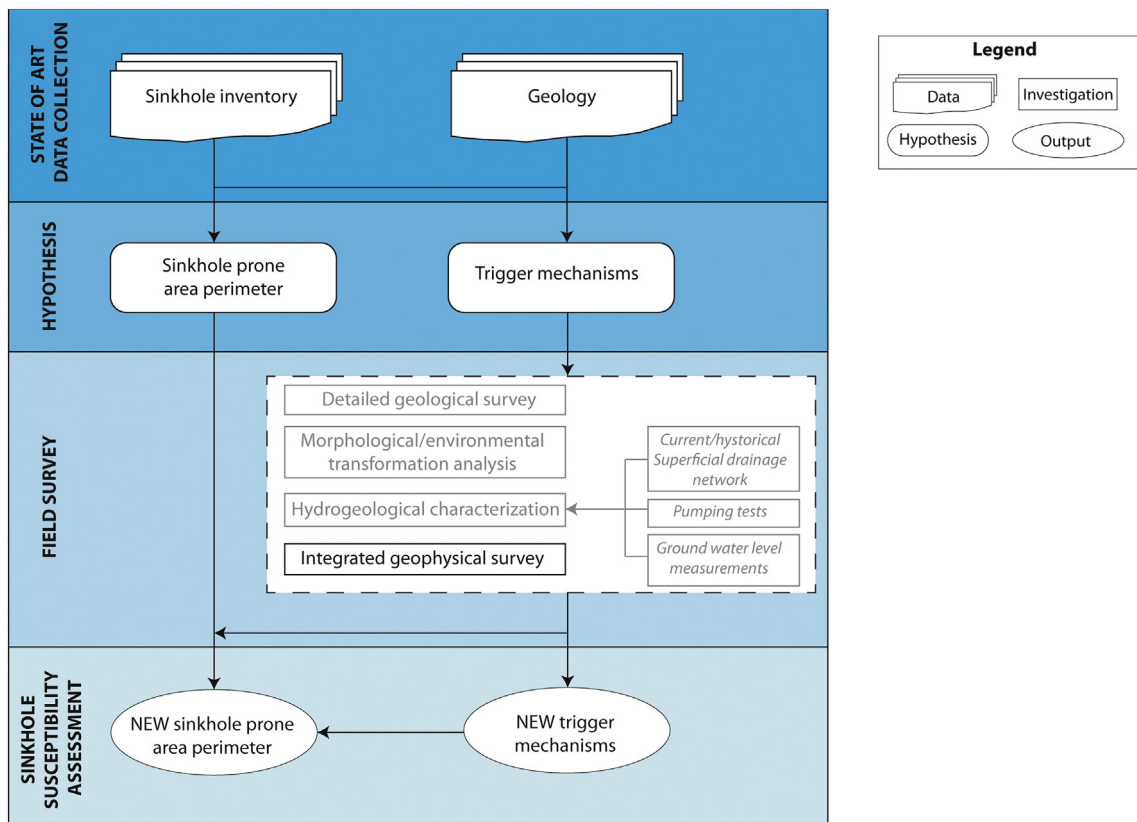 STATE OF ART
DATA COLLECTION
Sinkhole inventory
Geology
HYPOTHESIS
Sinkhole prone
area perimeter
Trigger mechanisms
FIELD SURVEY
Detailed geological survey
Morphological/environmental
transformation analysis
Hydrogeological characterization
Integrated geophysical survey
Current/hystorical
Superficial drainage
network
Pumping tests
Ground water level
measurements
SINKHOLE
SUSCEPTIBILITY
ASSESSMENT
NEW sinkhole prone
area perimeter
NEW trigger
mechanisms
Legend
Data
Investigation
Hypothesis
Output